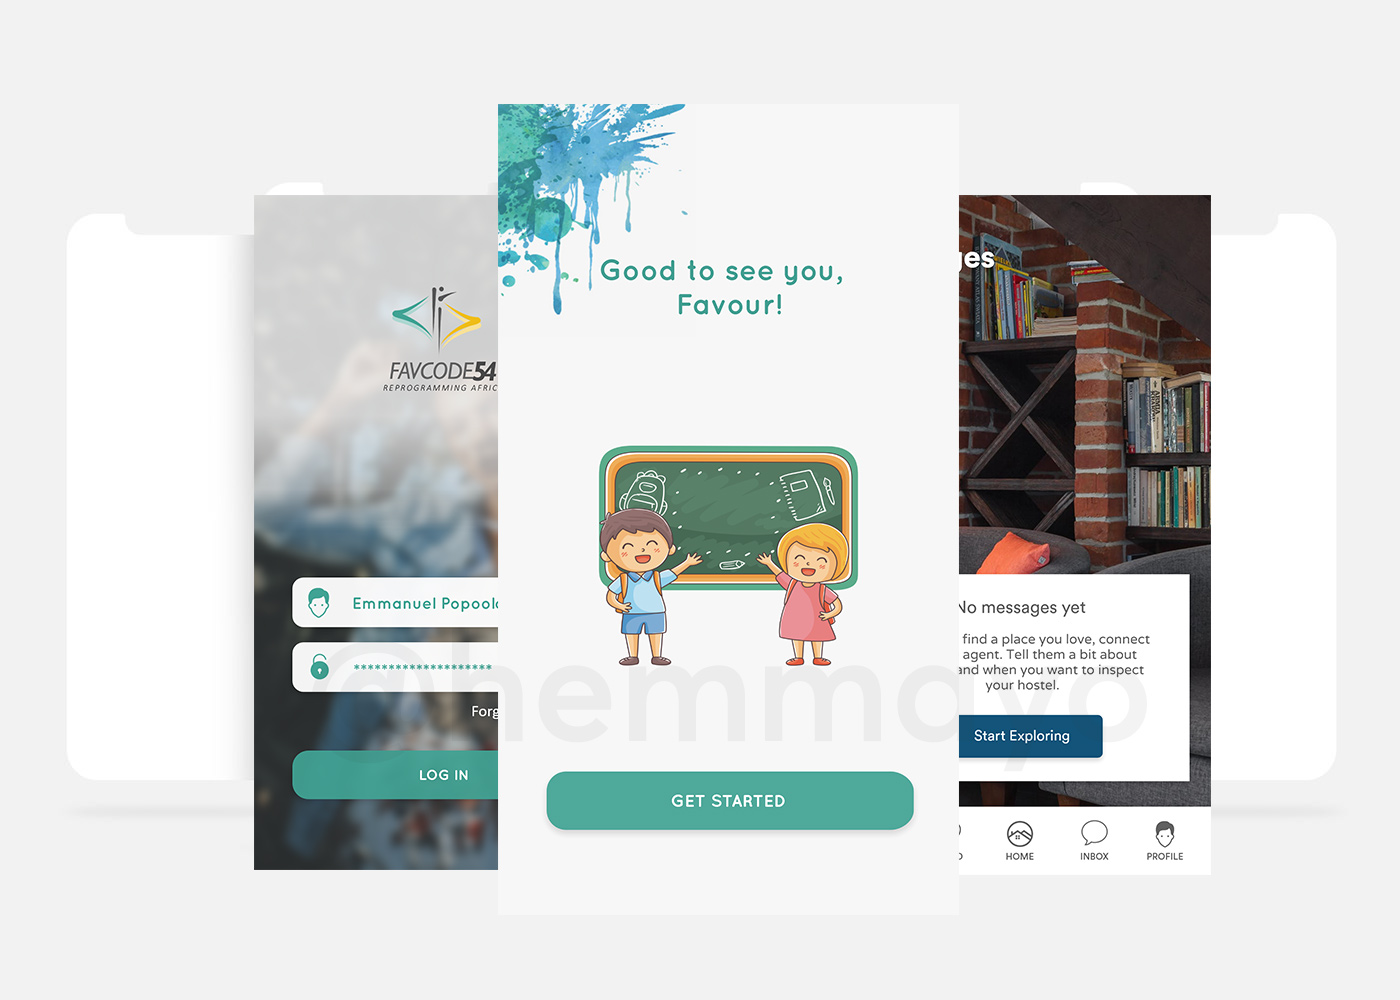 FAVCODE54
REPROGRAMMING AFRIC
Emmanuel Popoola
********************
Forg
LOG IN
Good to see you,
Favour!
GET STARTED
ges
No messages yet
find a place you love, connect
agent. Tell them a bit about
and when you want to inspect
your hostel.
Start Exploring
HOME
INBOX
PROFILE
@hemmayo